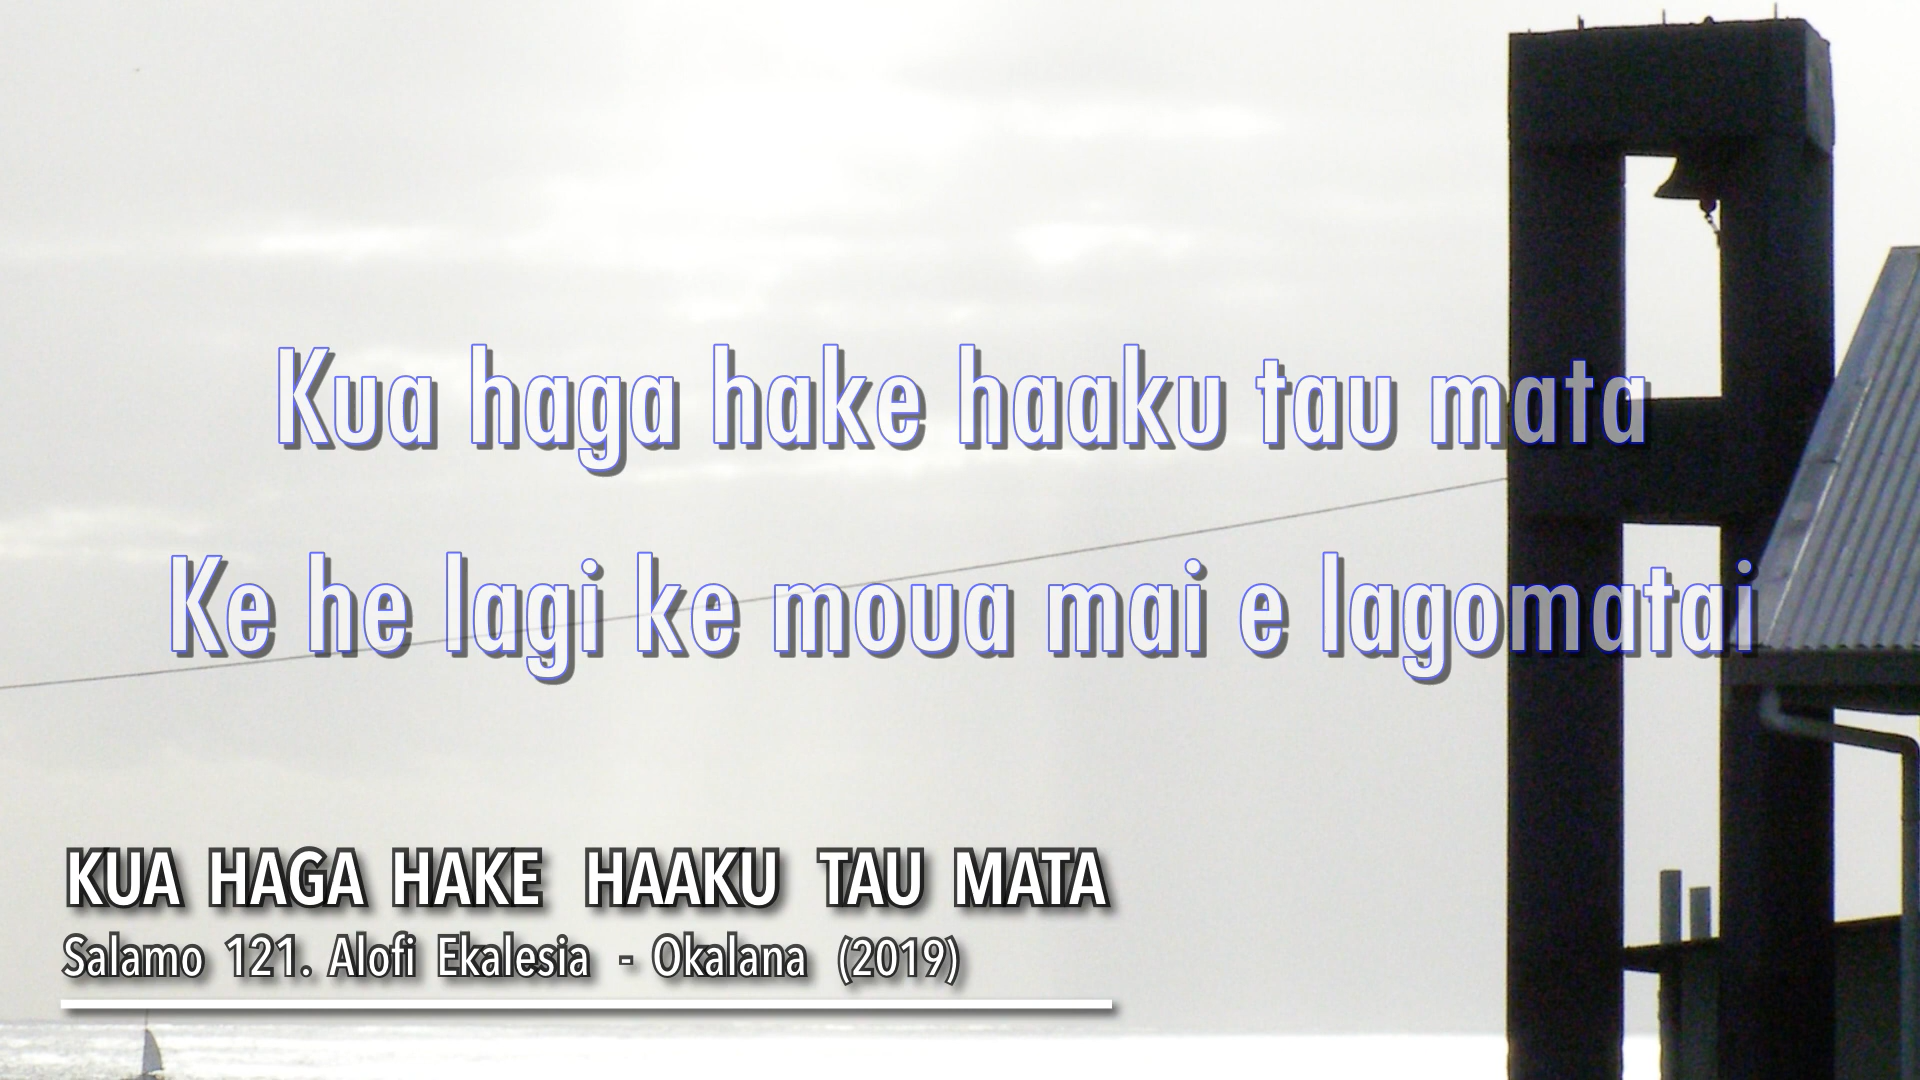 Kua haga hake haaku tau mata
Ke he lagi ke moua mai e lagomatai
KUA HAGA HAKE HAAKU TAU MATA
Salamo 121. Alofi Ekalesia - Okalana (2019)